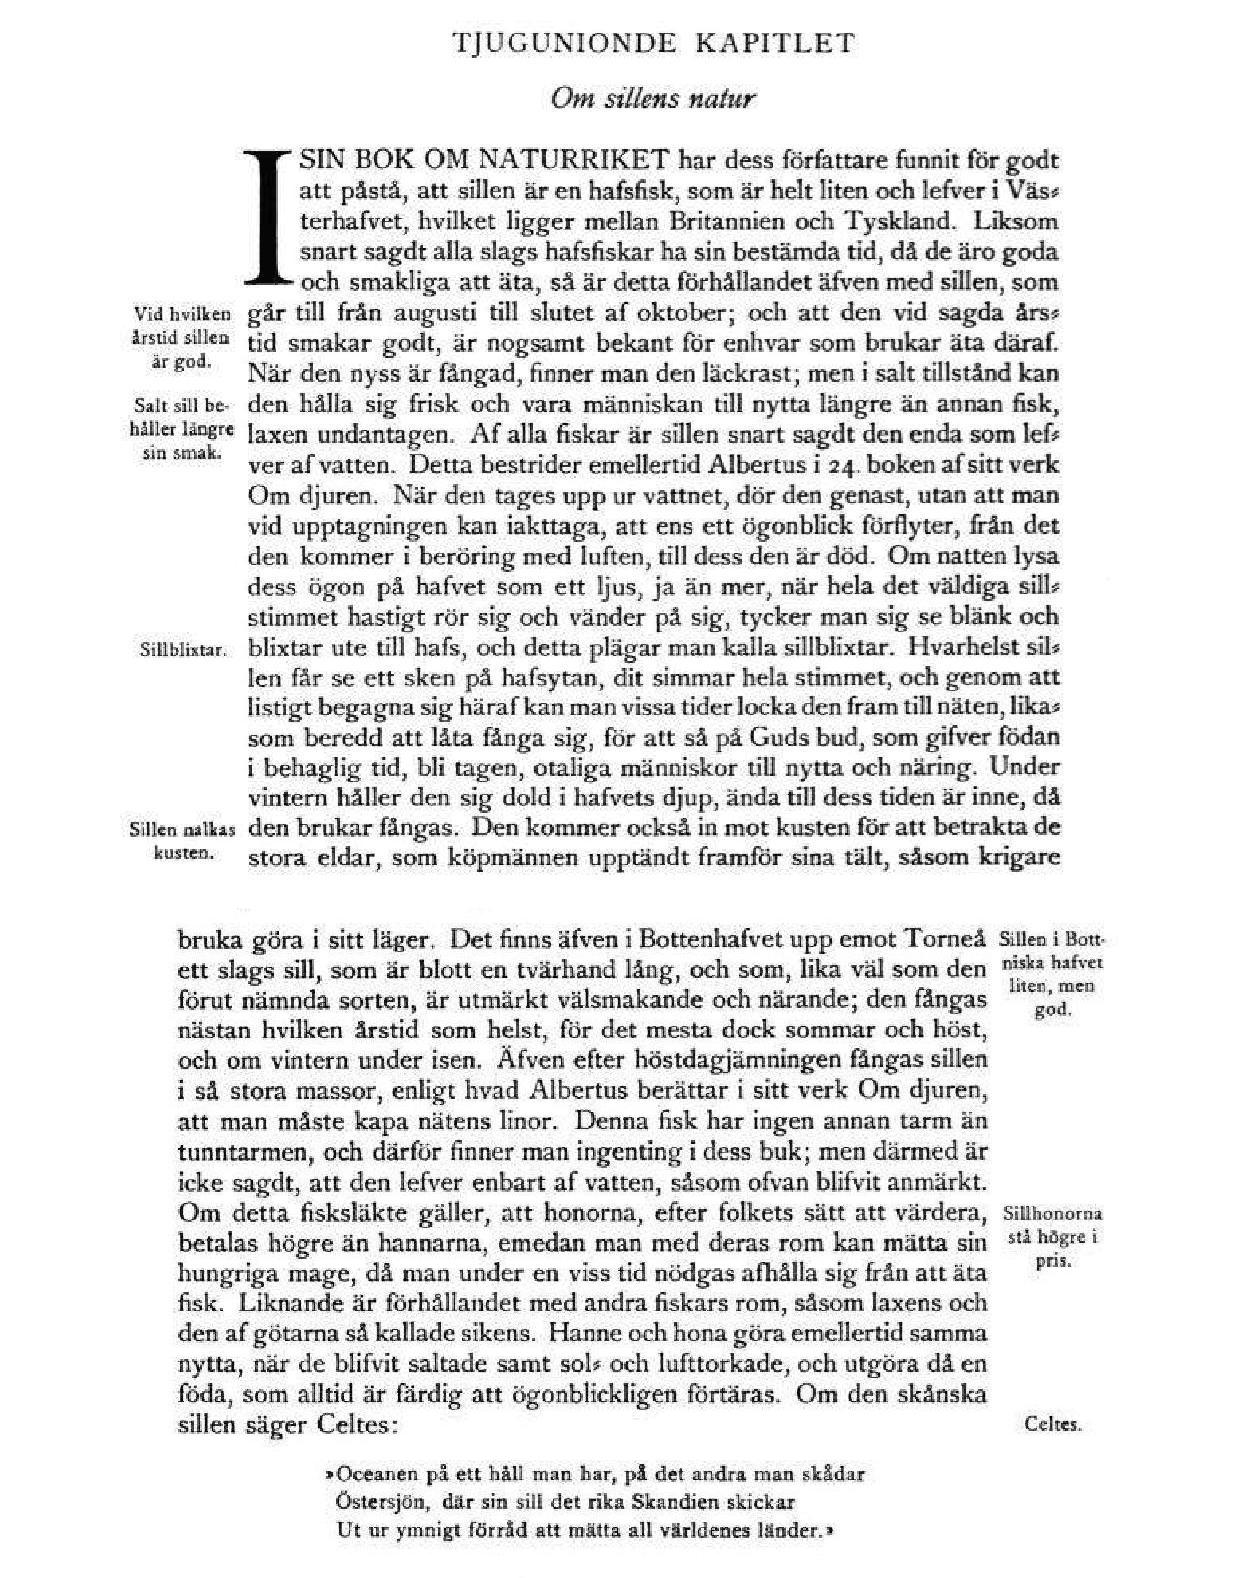 TJUGUNIONDE KAPITLET
Om sillens natur
I SIN BOK OM NATURRIKET har dess författare funnit för godt
att påstå, att sillen är en hafsfisk, som är helt liten och lefver i Väs⸗
terhafvet, hvilket ligger mellan Britannien och Tyskland. Liksom
snart sagdt alla slags hafsfiskar ha sin bestämda tid, då de äro goda
och smakliga att äta, så är detta förhållandet äfven med sillen, som
Vid hvilken
årstid sillen
är god.
går till från augusti till slutet af oktober; och att den vid sagda års⸗
tid smakar godt, är nogsamt bekant för enhvar som brukar äta däraf.
När den nyss är fångad, finner man den läckrast; men i salt tillstånd kan
Salt sill be-
håller längre
sin smak.
den hålla sig frisk och vara människan till nytta längre än annan fisk,
laxen undantagen. Af alla fiskar är sillen snart sagdt den enda som lef⸗
ver af vatten. Detta bestrider emellertid Albertus i 24. boken af sitt verk
Om djuren. När den tages upp ur vattnet, dör den genast, utan att man
vid upptagningen kan iakttaga, att ens ett ögonblick förflyter, från det
den kommer i beröring med luften, till dess den är död. Om natten lysa
dess ögon på hafvet som ett ljus, ja än mer, när hela det väldiga sill⸗
stimmet hastigt rör sig och vänder på sig, tycker man sig se blänk och
Sillblixtar.
blixtar ute till hafs, och detta plägar man kalla sillblixtar. Hvarhelst sil⸗
len får se ett sken på hafsytan, dit simmar hela stimmet, och genom att
listigt begagna sig häraf kan man vissa tider locka den fram till näten, lika⸗
som beredd att låta fånga sig, för att så på Guds bud, som gifver födan
i behaglig tid, bli tagen, otaliga människor till nytta och näring. Under
vintern håller den sig dold i hafvets djup, ända till dess tiden är inne, då
Sillen nalkas
kusten.
den brukar fångas. Den kommer också in mot kusten för att betrakta de
stora eldar, som köpmännen upptändt framför sina tält, såsom krigare
bruka göra i sitt läger. Det finns äfven i Bottenhafvet upp emot Torneå
Sillen i Bott-
niska hafvet
liten, men
god.
ett slags sill, som är blott en tvärhand lång, och som, lika väl som den
förut nämnda sorten, är utmärkt välsmakande och närande; den fångas
nästan hvilken årstid som helst, för det mesta dock sommar och höst,
och om vintern under isen. Äfven efter höstdagjämningen fångas sillen
i så stora massor, enligt hvad Albertus berättar i sitt verk Om djuren,
att man måste kapa nätens linor. Denna fisk har ingen annan tarm än
tunntarmen, och därför finner man ingenting i dess buk; men därmed är
icke sagdt, att den lefver enbart af vatten, såsom ofvan blifvit anmärkt.
Om detta fisksläkte gäller, att honorna, efter folkets sätt att värdera,
Sillhonorna
stå högre i
pris.
betalas högre än hannarna, emedan man med deras rom kan mätta sin
hungriga mage, då man under en viss tid nödgas afhålla sig från att äta
fisk. Liknande är förhållandet med andra fiskars rom, såsom laxens och
den af götarna så kallade sikens. Hanne och hona göra emellertid samma
nytta, när de blifvit saltade samt sol⸗ och lufttorkade, och utgöra då en
föda, som alltid är färdig att ögonblickligen förtäras. Om den skånska
sillen säger Celtes:
Celtes.
»Oceanen på ett håll man har, på det andra man skådar
Östersjön, där sin sill det rika Skandien skickar
Ut ur ymnigt förråd att mätta all världenes länder.»